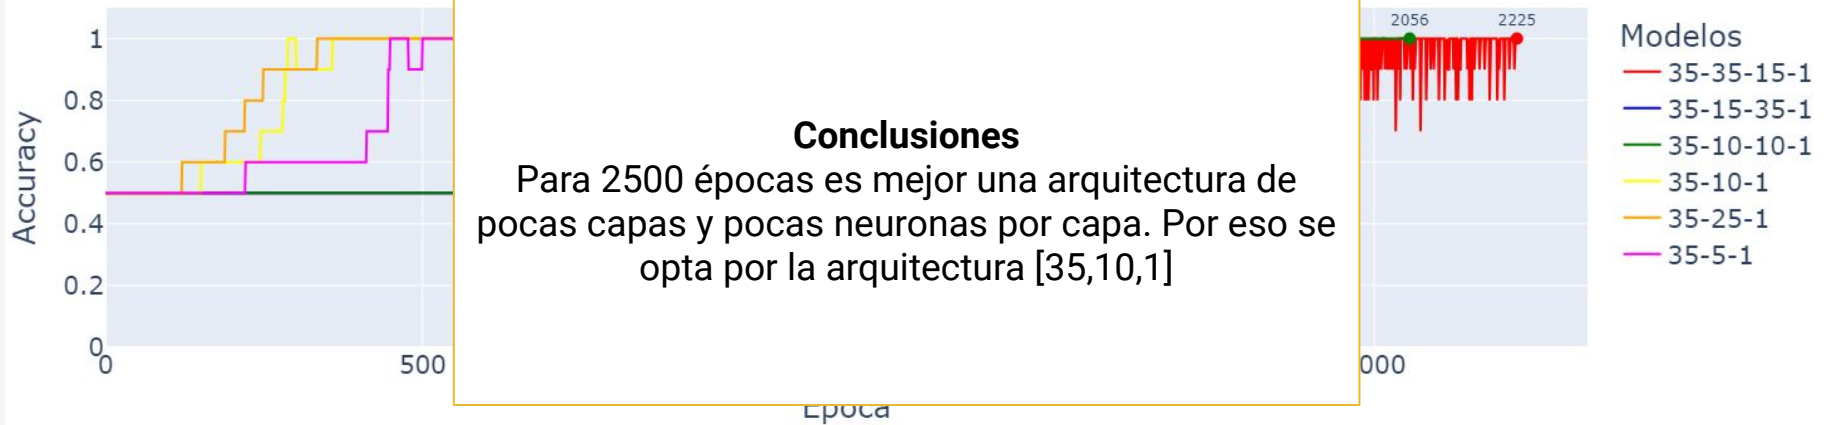 2056
2225
Modelos
35-35-15-1
35-15-35-1
35-10-10-1
35-10-1
35-25-1
35-5-1
Accuracy
1
0.8
0.6
0.4
0.2
0
0
500
000
Conclusiones
Para 2500 épocas es mejor una arquitectura de
pocas capas y pocas neuronas por capa. Por eso se
opta por la arquitectura [35,10,1]
Época